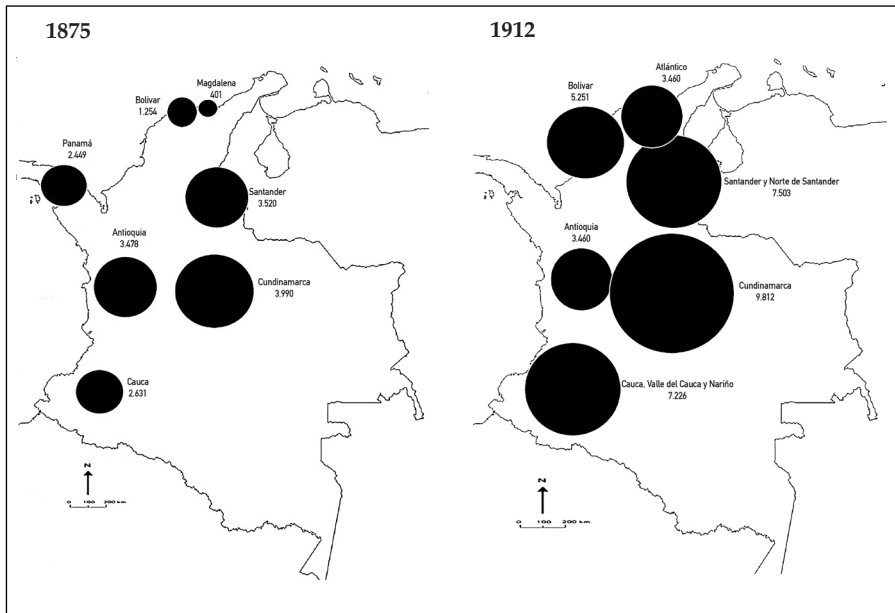 1875
Magdalena
401
Bolivar
1.254
Panamá
2.449
Santander
3.520
Antioquia
3.478
Cundinamarca
3.990
Cauca
2.631
N
0 100 200 km
1912
Atlántico
3.460
Bolivar
5.251
Santander y Norte de Santander
7.503
Antioquia
3.460
Cundinamarca
9.812
Cauca, Valle del Cauca y Nariño
7.226
N
0 100 200 km